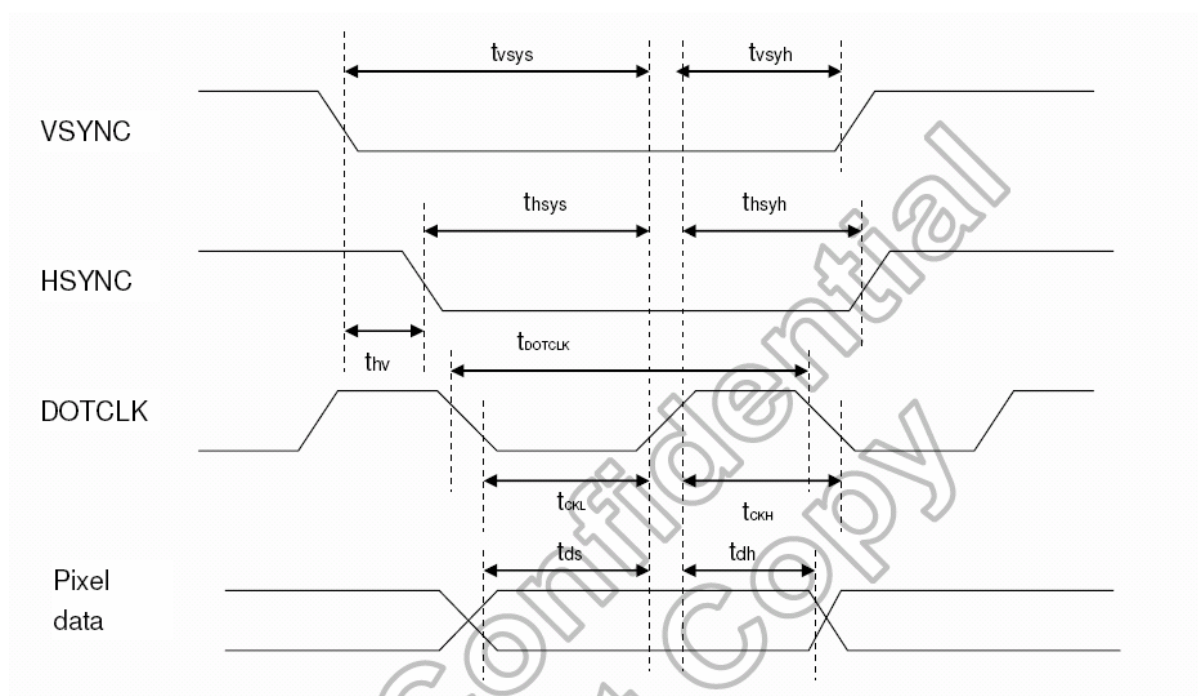 tvsys
tvsyh
VSYNC
thsys
thsyh
HSYNC
tDOTCLK
thv
DOTCLK
tCKL
tCKH
tds
tdh
Pixel
data
Confidential
Copy